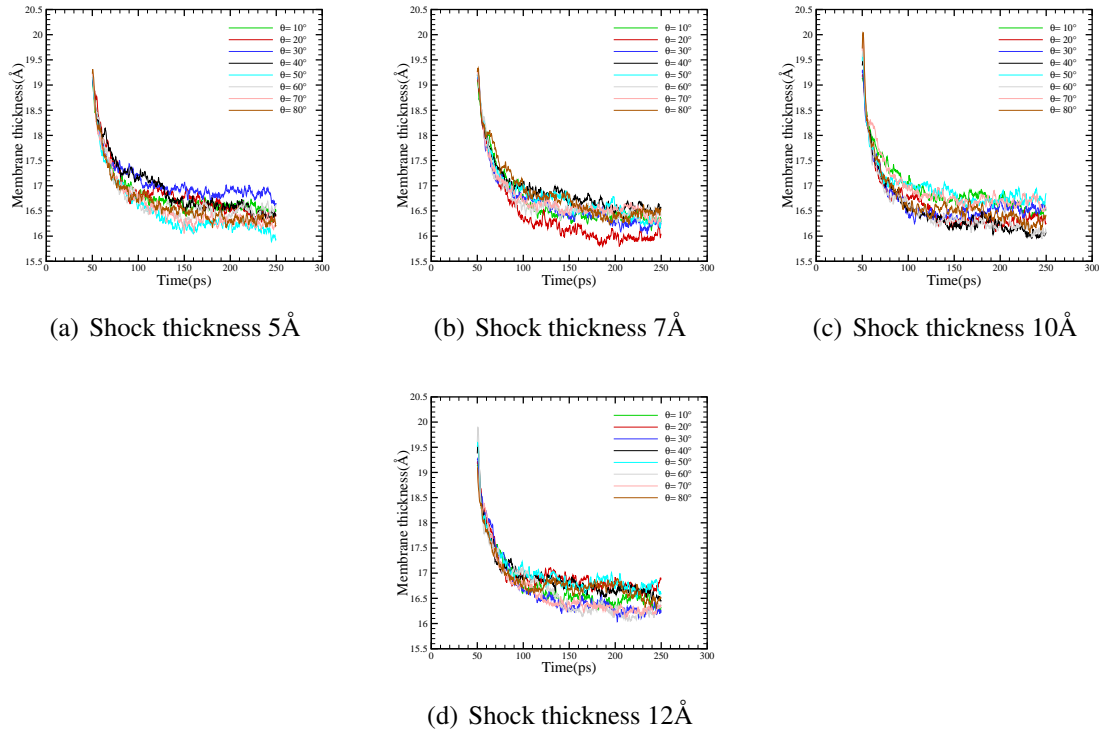 20.5
20
19.5
19
18.5
18
17.5
17
16.5
16
15.5
0 50 100 150 200 250 300
Membrane thickness(Å)
Time(ps)
θ= 10°
θ= 20°
θ= 30°
θ= 40°
θ= 50°
θ= 60°
θ= 70°
θ= 80°
(a) Shock thickness 5Å
20.5
20
19.5
19
18.5
18
17.5
17
16.5
16
15.5
0 50 100 150 200 250 300
Membrane thickness(Å)
Time(ps)
θ= 10°
θ= 20°
θ= 30°
θ= 40°
θ= 50°
θ= 60°
θ= 70°
θ= 80°
(b) Shock thickness 7Å
20.5
20
19.5
19
18.5
18
17.5
17
16.5
16
15.5
0 50 100 150 200 250 300
Membrane thickness(Å)
Time(ps)
θ= 10°
θ= 20°
θ= 30°
θ= 40°
θ= 50°
θ= 60°
θ= 70°
θ= 80°
(c) Shock thickness 10Å
20.5
20
19.5
19
18.5
18
17.5
17
16.5
16
15.5
0 50 100 150 200 250 300
Membrane thickness(Å)
Time(ps)
θ= 10°
θ= 20°
θ= 30°
θ= 40°
θ= 50°
θ= 60°
θ= 70°
θ= 80°
(d) Shock thickness 12Å